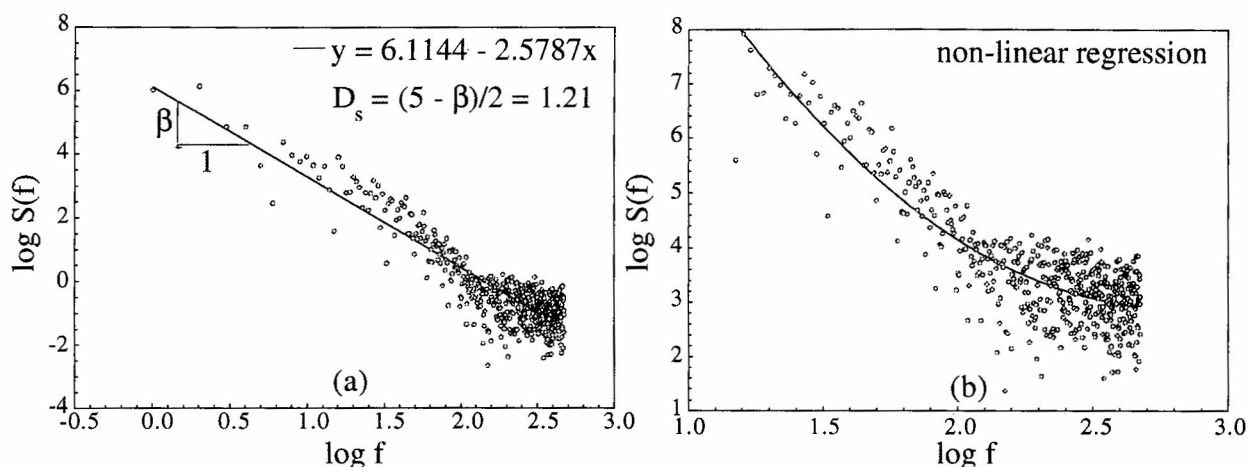 y = 6.1144 - 2.5787x
D_s = (5 - β)/2 = 1.21
β
1
(a)
log S(f)
8
6
4
2
0
-2
-4
-0.5 0.0 0.5 1.0 1.5 2.0 2.5 3.0
log f
non-linear regression
(b)
log S(f)
8
7
6
5
4
3
2
1
1.0 1.5 2.0 2.5 3.0
log f